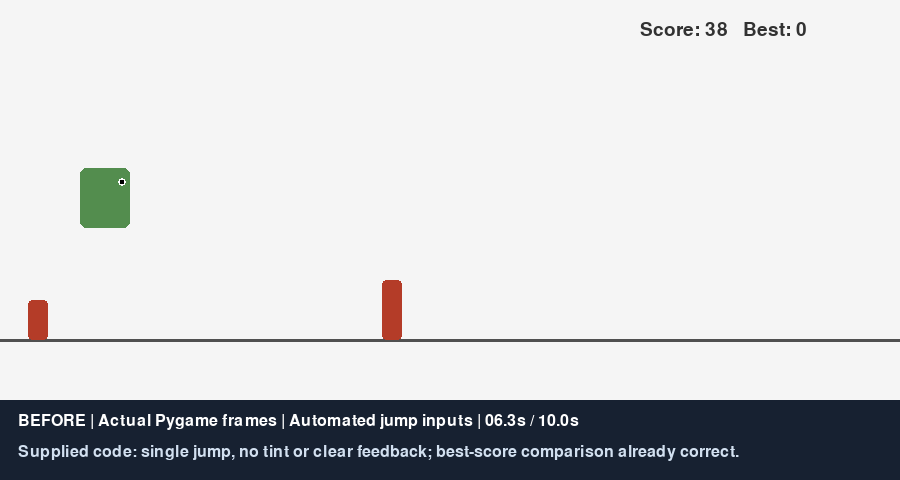 Score: 38   Best: 0
BEFORE | Actual Pygame frames | Automated jump inputs | 06.3s / 10.0s
Supplied code: single jump, no tint or clear feedback; best-score comparison already correct.